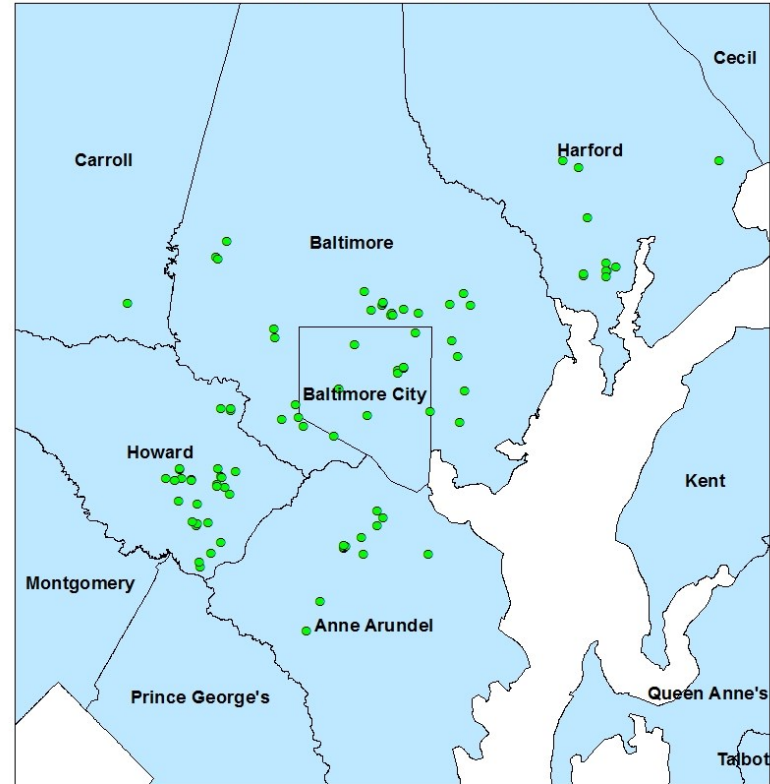 Cecil
Carroll
Harford
Baltimore
Baltimore City
Howard
Kent
Montgomery
Anne Arundel
Prince George's
Queen Anne's
Talbot